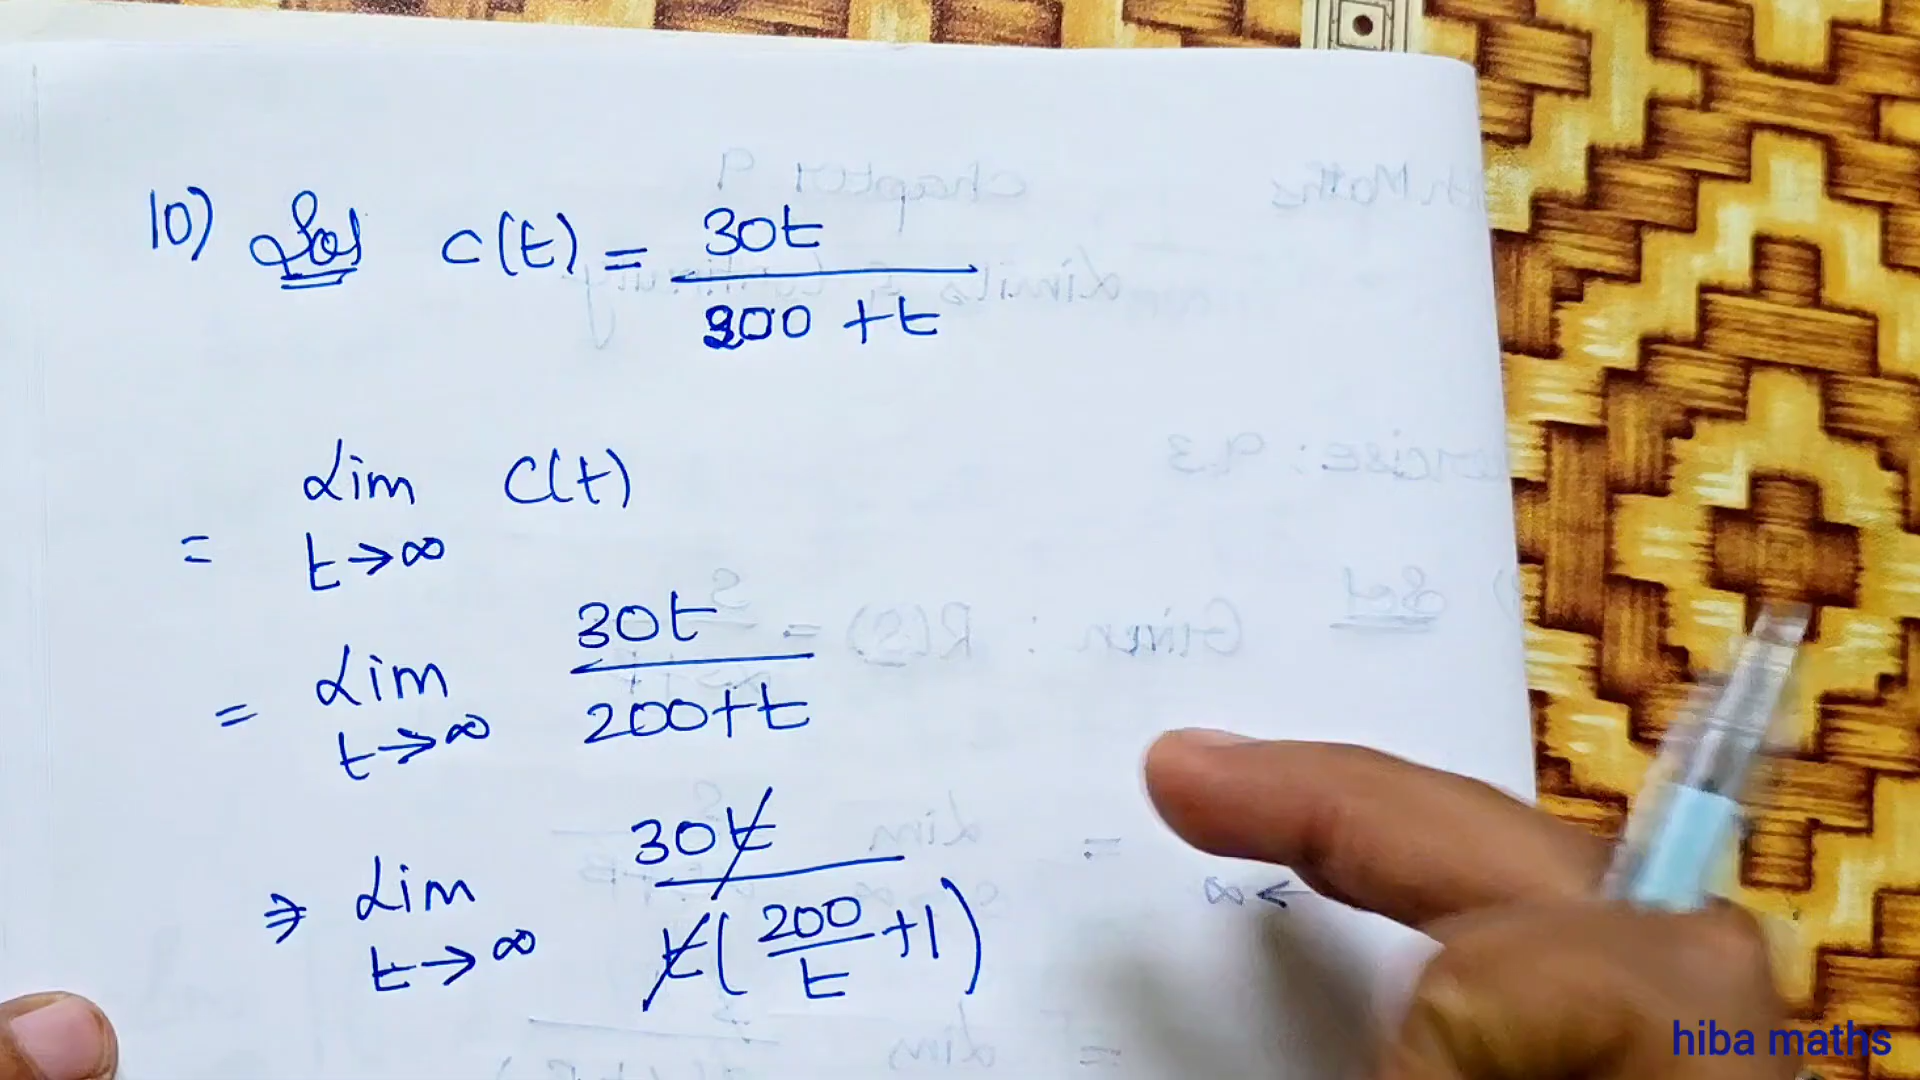 10) Sol C(t) = 30t / 200 + t
Lim C(t)
= t→∞
= Lim t→∞ 30t / 200+t
⇒ Lim t→∞ 30t / t(200/t +1)
hiba maths